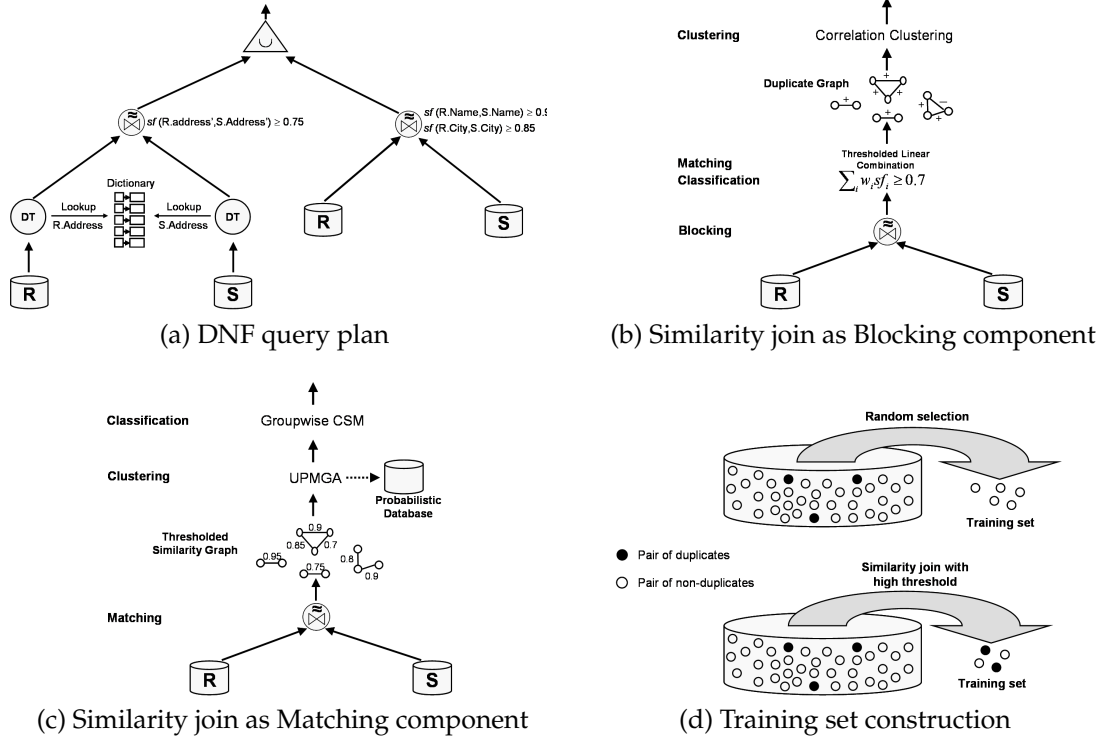 ∪
sf (R.address',S.Address') ≥ 0.75
sf (R.Name,S.Name) ≥ 0.9
sf (R.City,S.City) ≥ 0.85
Dictionary
DT
Lookup
R.Address
Lookup
S.Address
DT
R
S
R
S
(a) DNF query plan
Clustering
Correlation Clustering
Duplicate Graph
+
+
+
+
+
+
−
+
Matching
Classification
Thresholded Linear
Combination
∑i wi sfi ≥ 0.7
Blocking
≈
⋈
R
S
(b) Similarity join as Blocking component
Classification
Groupwise CSM
Clustering
UPMGA
Probabilistic
Database
Thresholded
Similarity Graph
0.9
0.85
0.7
0.95
0.75
0.8
0.9
Matching
≈
⋈
R
S
(c) Similarity join as Matching component
Random selection
Training set
Pair of duplicates
Pair of non-duplicates
Similarity join with
high threshold
Training set
(d) Training set construction